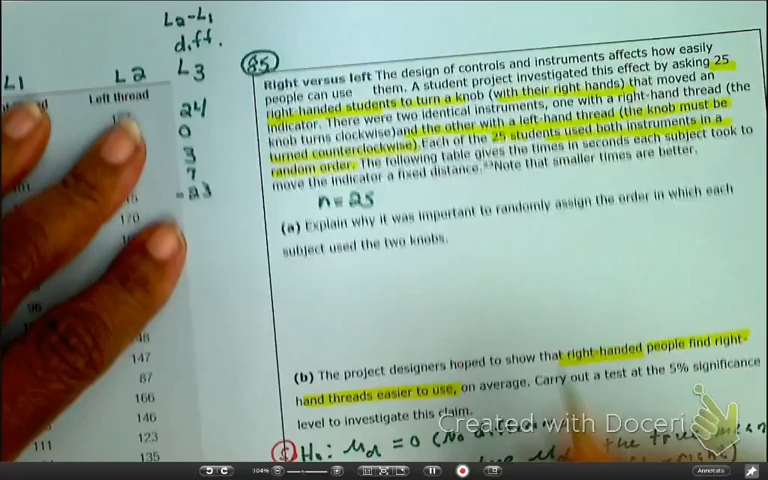 L2-L1
diff.
L1
L2
L3
Left thread
24
0
3
7
-23
170
96
148
147
87
166
146
111
123
135
85
Right versus left The design of controls and instruments affects how easily
people can use them. A student project investigated this effect by asking 25
right-handed students to turn a knob (with their right hands) that moved an
indicator. There were two identical instruments, one with a right-hand thread (the
knob turns clockwise) and the other with a left-hand thread (the knob must be
turned counterclockwise). Each of the 25 students used both instruments in a
random order. The following table gives the times in seconds each subject took to
move the indicator a fixed distance. Note that smaller times are better.
n=25
(a) Explain why it was important to randomly assign the order in which each
subject used the two knobs.
(b) The project designers hoped to show that right-handed people find right-
hand threads easier to use, on average. Carry out a test at the 5% significance
level to investigate this claim.
Created with Doceri
H0: μd = 0 (No the true mean
μd right)
104%
Annotate